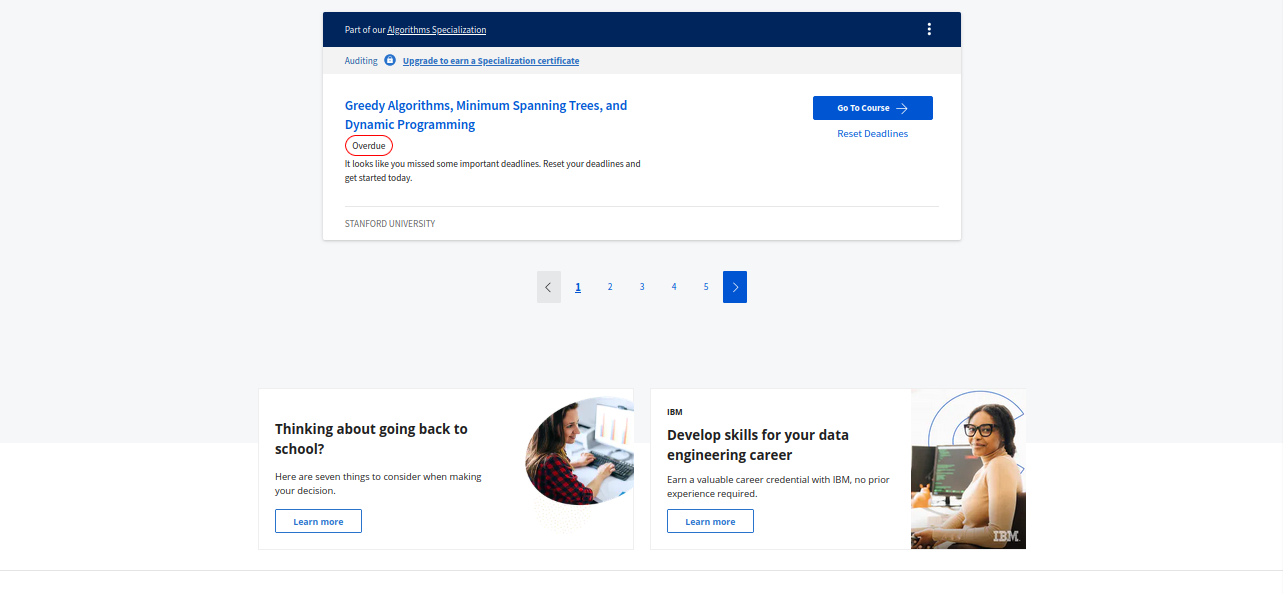 Part of our Algorithms Specialization
Auditing Upgrade to earn a Specialization certificate
Greedy Algorithms, Minimum Spanning Trees, and
Dynamic Programming
Go To Course
Reset Deadlines
Overdue
It looks like you missed some important deadlines. Reset your deadlines and
get started today.
STANFORD UNIVERSITY
1 2 3 4 5
Thinking about going back to
school?
Here are seven things to consider when making
your decision.
Learn more
IBM
Develop skills for your data
engineering career
Earn a valuable career credential with IBM, no prior
experience required.
Learn more
IBM